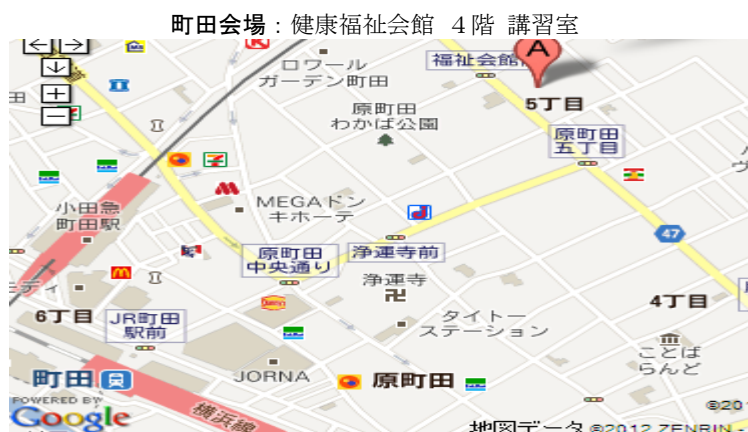 町田会場：健康福祉会館 4階 講習室
ロワール
ガーデン町田
福祉会館
A
5丁目
原町田
わかば公園
原町田
五丁目
小田急
町田駅
MEGAドン
キホーテ
原町田
中央通り
浄運寺前
47
浄運寺
4丁目
6丁目
JR町田
駅前
タイトー
ステーション
ことば
らんど
町田
JORNA
原町田
横浜線
POWERED BY
Google
地図データ ©2012 ZENRIN -